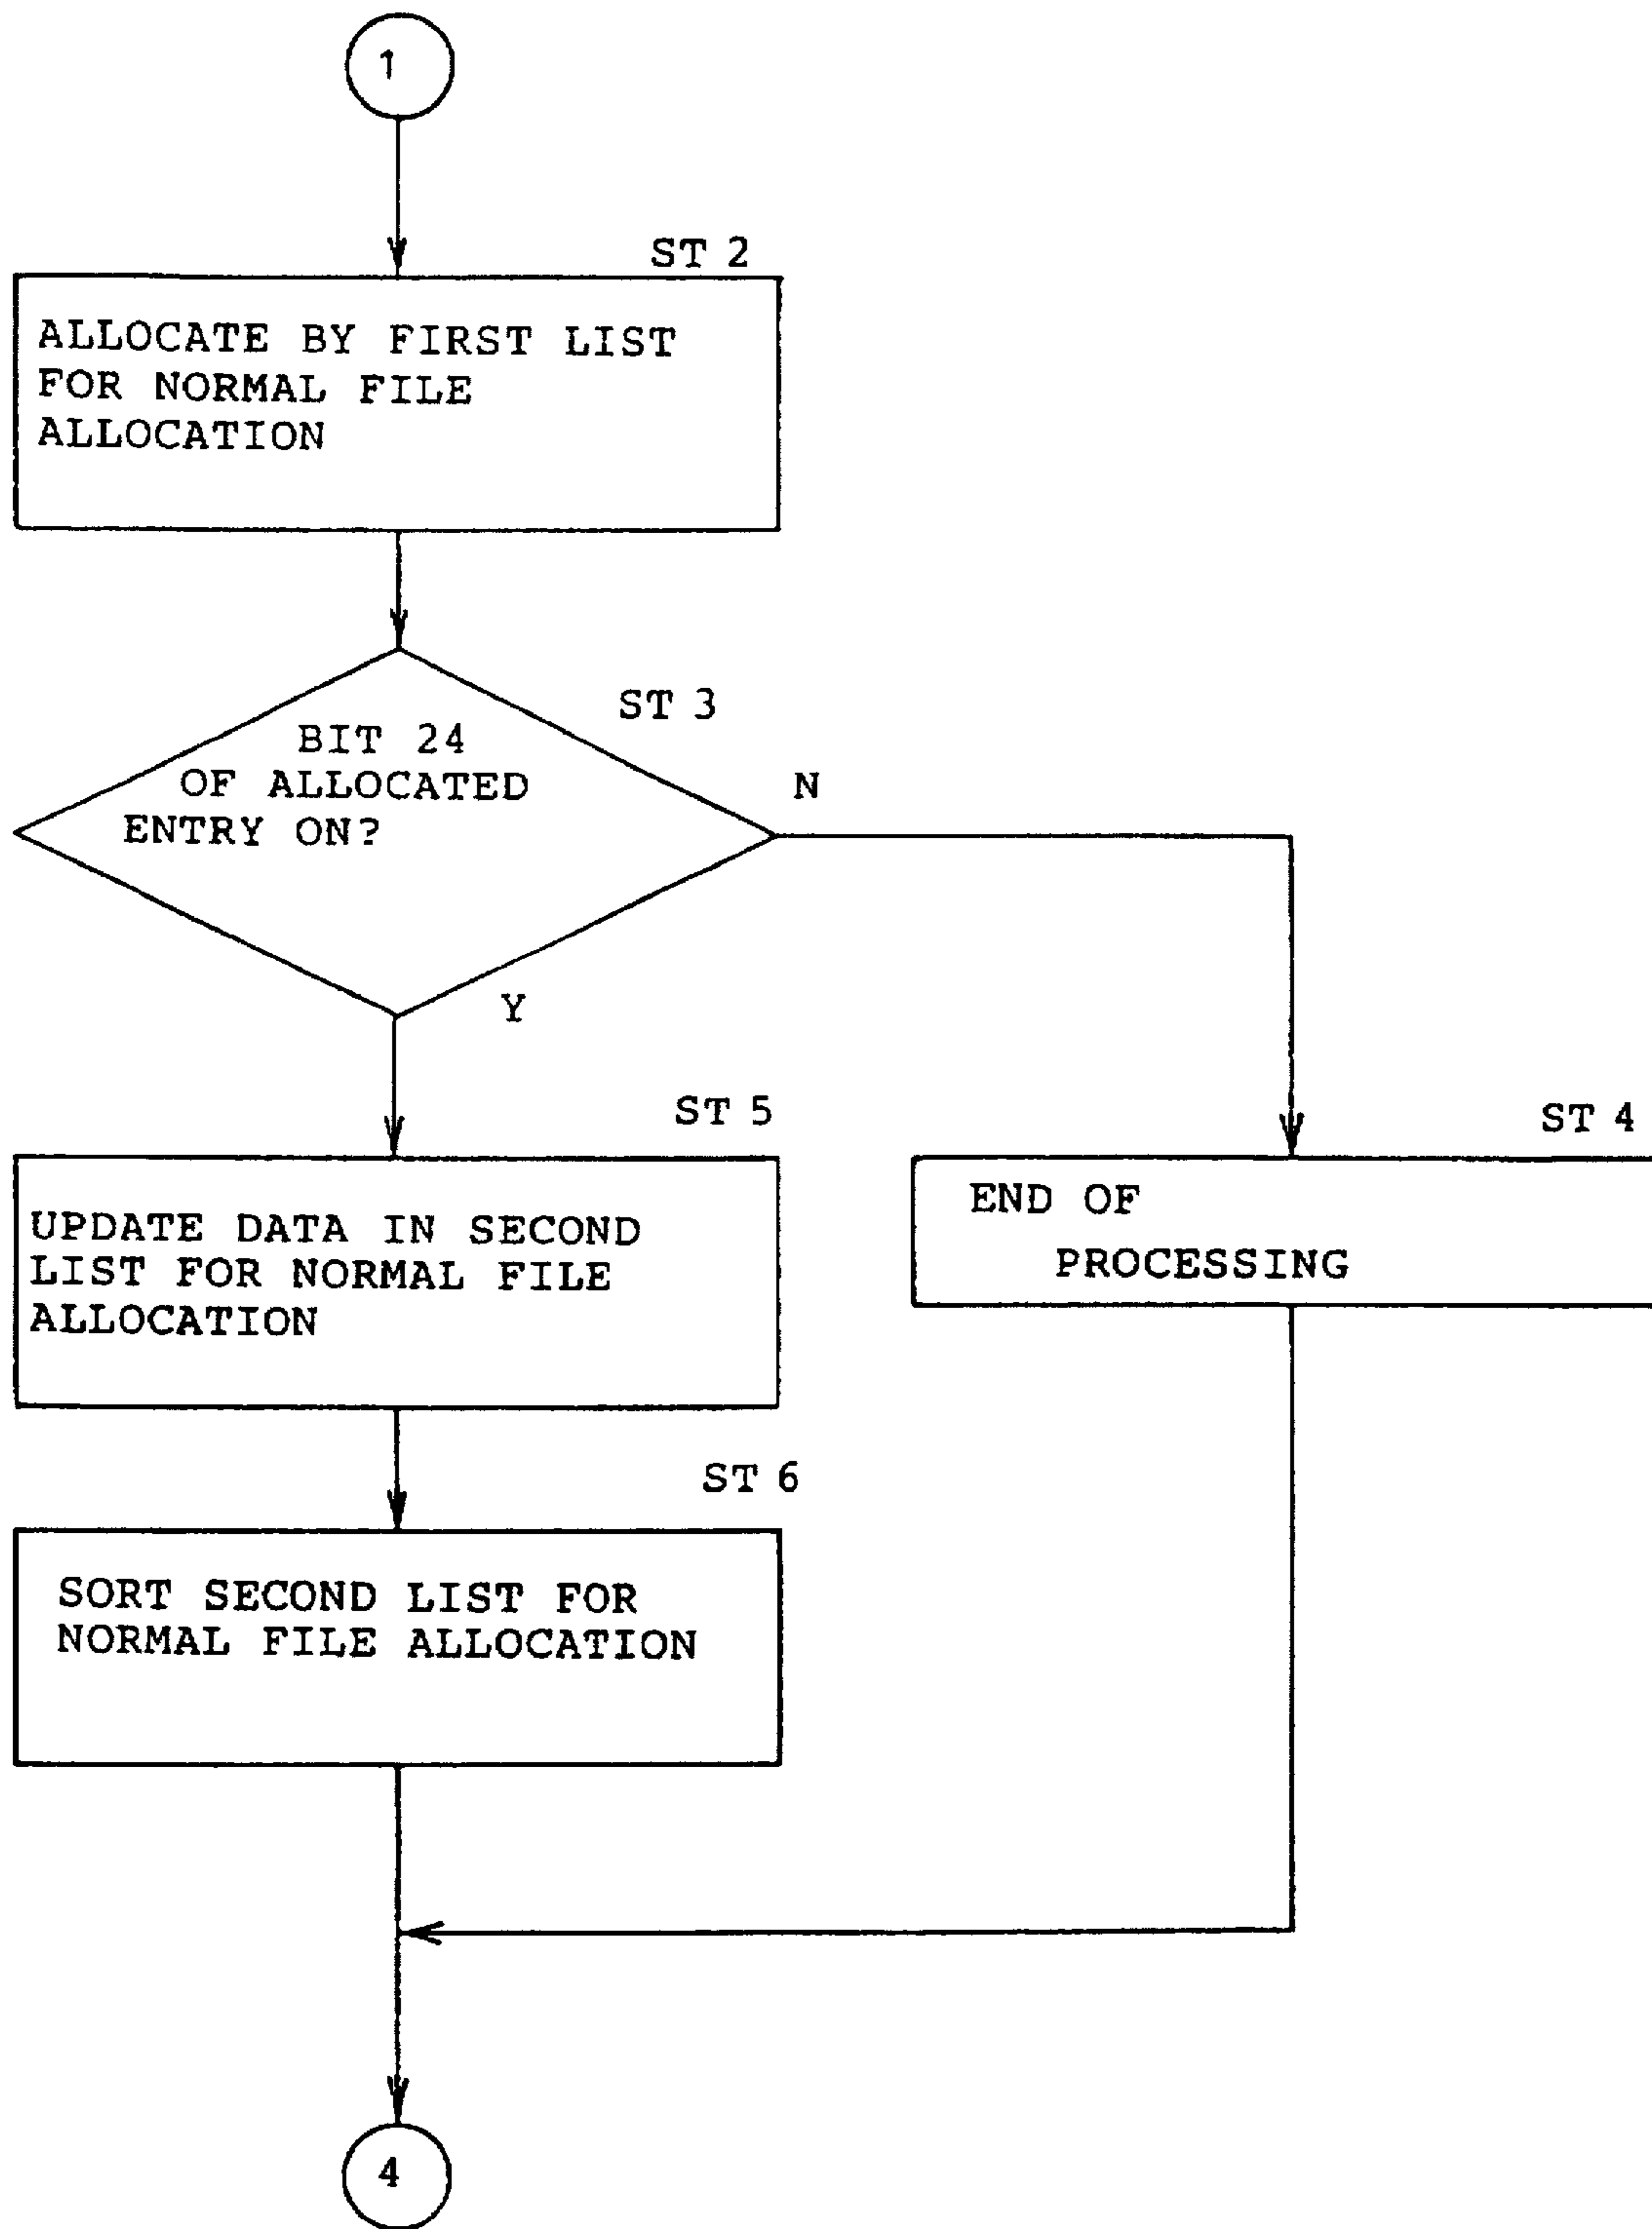 1
ST 2
ALLOCATE BY FIRST LIST
FOR NORMAL FILE
ALLOCATION
ST 3
BIT 24
OF ALLOCATED
ENTRY ON?
N
Y
ST 5
UPDATE DATA IN SECOND
LIST FOR NORMAL FILE
ALLOCATION
ST 4
END OF
PROCESSING
ST 6
SORT SECOND LIST FOR
NORMAL FILE ALLOCATION
4